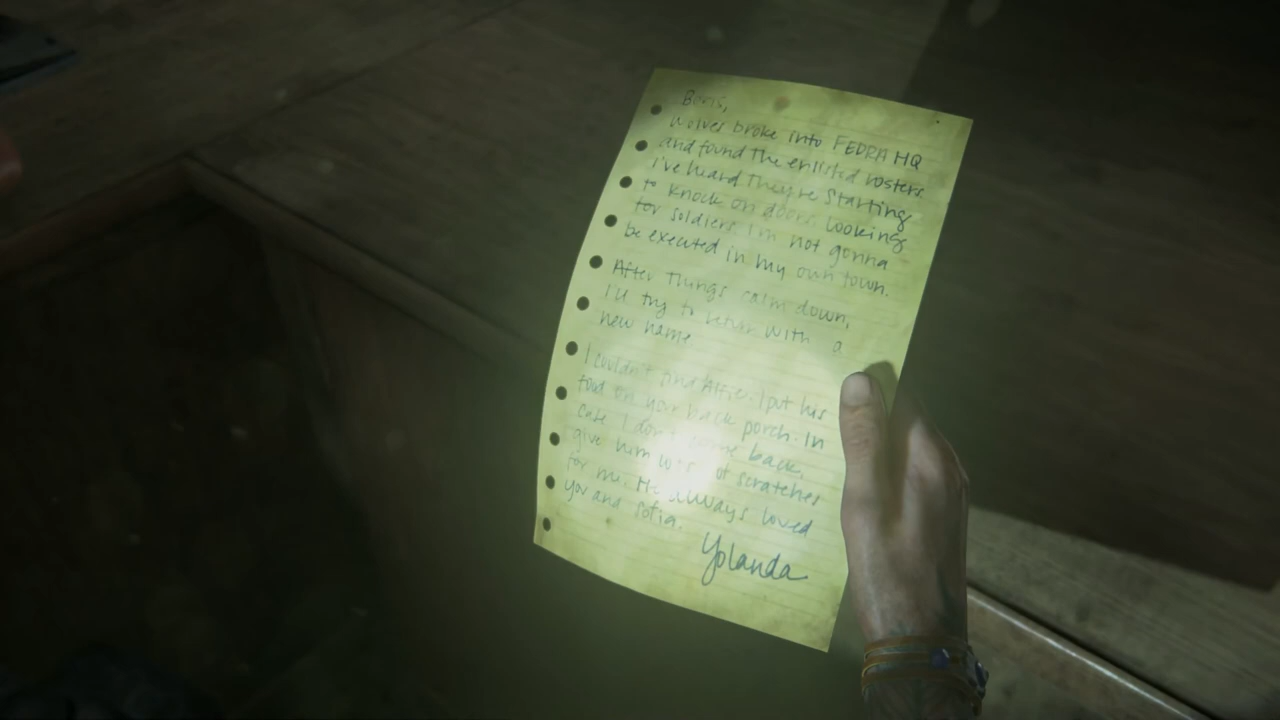 Boris,
Wolves broke into FEDRA HQ
and found the enlisted rosters.
I've heard they're starting
to knock on doors looking
for soldiers. I'm not gonna
be executed in my own town.
After things calm down,
I'll try to return with a
new name
I couldn't find Alfie. I put his
food on your back porch. In
case I don't come back,
give him lots of scratches
for me. He always loved
you and Sofia.
Yolanda